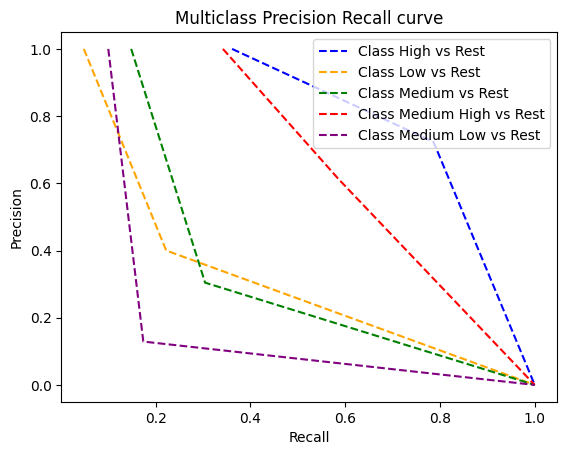 Multiclass Precision Recall curve
Class High vs Rest
Class Low vs Rest
Class Medium vs Rest
Class Medium High vs Rest
Class Medium Low vs Rest
Precision
1.0
0.8
0.6
0.4
0.2
0.0
0.2 0.4 0.6 0.8 1.0
Recall